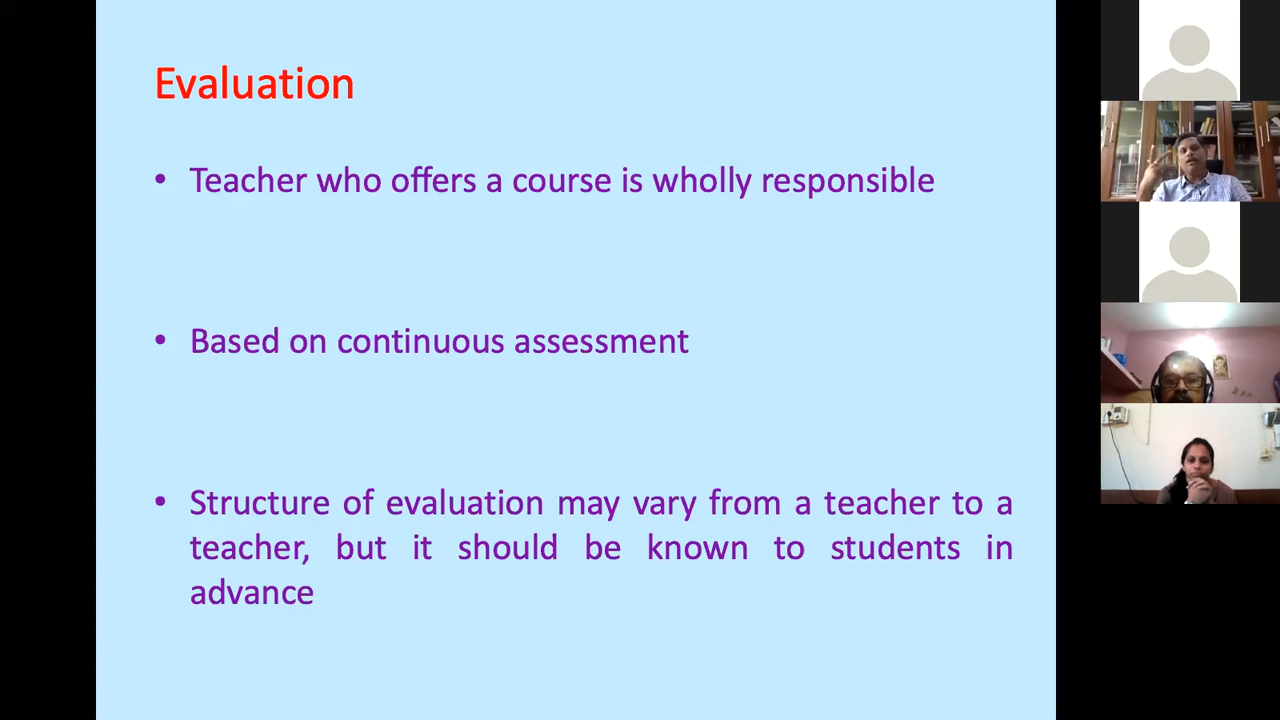 Evaluation
• Teacher who offers a course is wholly responsible
• Based on continuous assessment
• Structure of evaluation may vary from a teacher to a
teacher, but it should be known to students in
advance